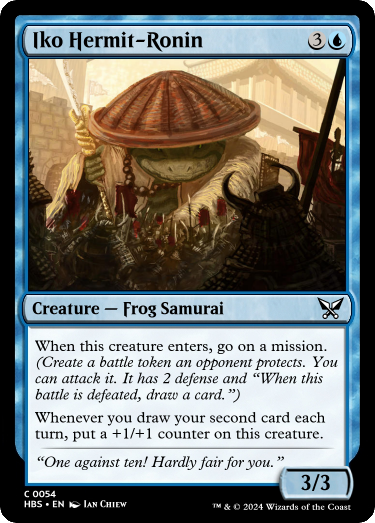 Iko Hermit-Ronin 3
Creature — Frog Samurai
When this creature enters, go on a mission.
(Create a battle token an opponent protects. You
can attack it. It has 2 defense and “When this
battle is defeated, draw a card.”)
Whenever you draw your second card each
turn, put a +1/+1 counter on this creature.
“One against ten! Hardly fair for you.”
3/3
C 0054
HBS • EN Ian Chiew
™ & © 2024 Wizards of the Coast